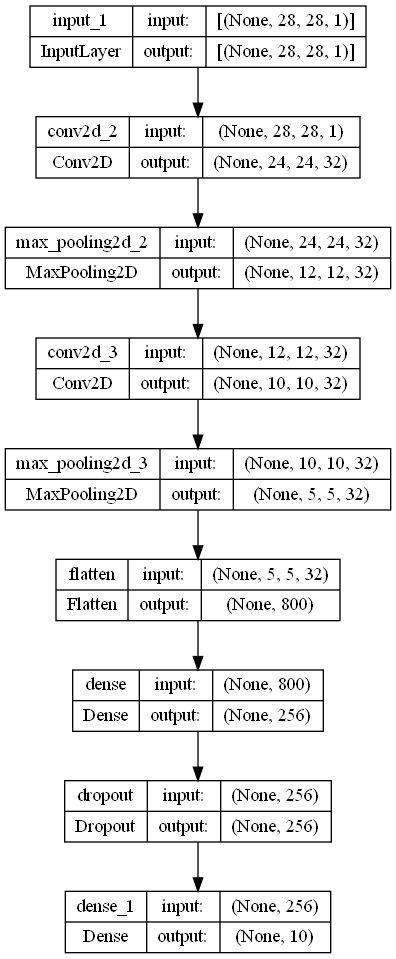 input_1 input: [(None, 28, 28, 1)]
InputLayer output: [(None, 28, 28, 1)]
conv2d_2 input: (None, 28, 28, 1)
Conv2D output: (None, 24, 24, 32)
max_pooling2d_2 input: (None, 24, 24, 32)
MaxPooling2D output: (None, 12, 12, 32)
conv2d_3 input: (None, 12, 12, 32)
Conv2D output: (None, 10, 10, 32)
max_pooling2d_3 input: (None, 10, 10, 32)
MaxPooling2D output: (None, 5, 5, 32)
flatten input: (None, 5, 5, 32)
Flatten output: (None, 800)
dense input: (None, 800)
Dense output: (None, 256)
dropout input: (None, 256)
Dropout output: (None, 256)
dense_1 input: (None, 256)
Dense output: (None, 10)